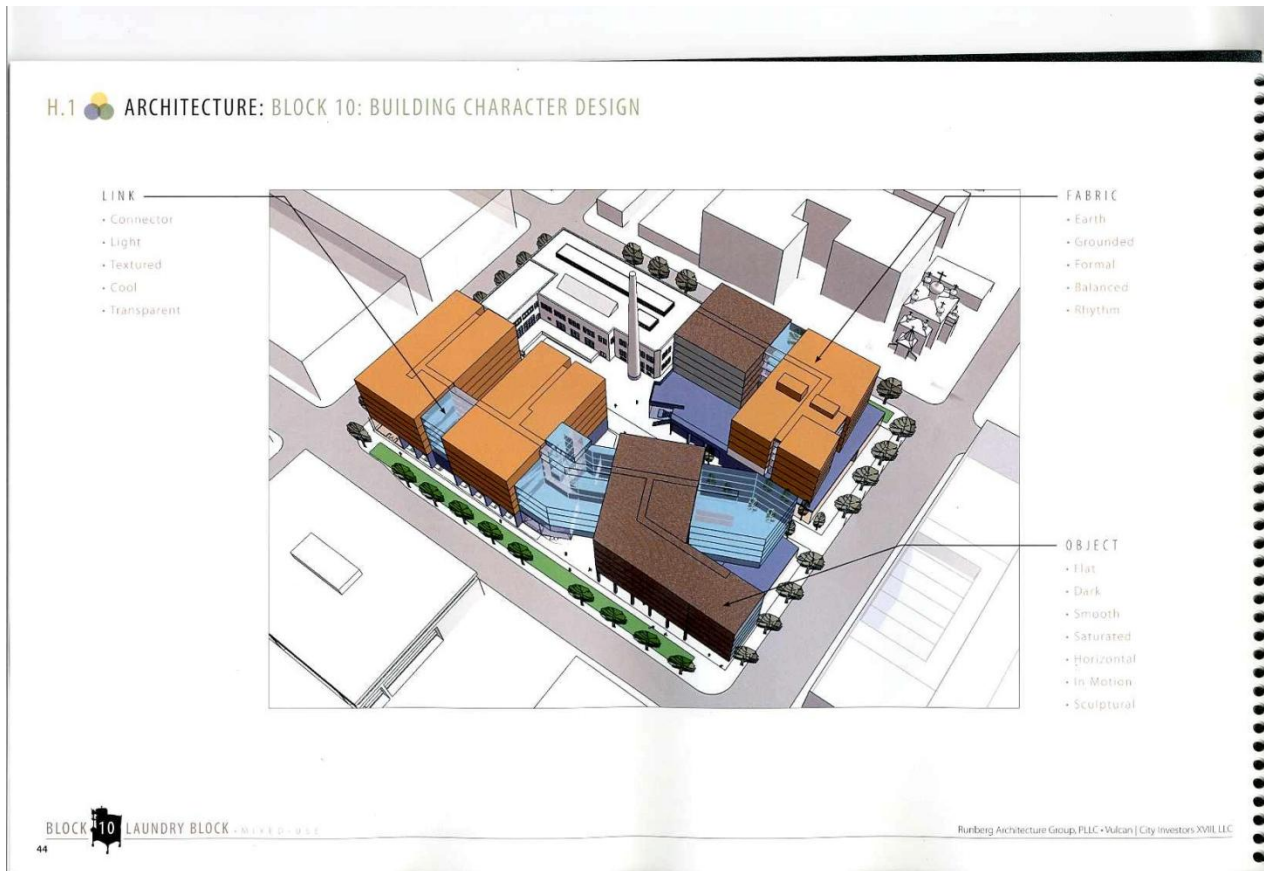 H.1 ARCHITECTURE: BLOCK 10: BUILDING CHARACTER DESIGN
LINK
• Connector
• Light
• Textured
• Cool
• Transparent
FABRIC
• Earth
• Grounded
• Formal
• Balanced
• Rhythm
OBJECT
• Flat
• Dark
• Smooth
• Saturated
• Horizontal
• In Motion
• Sculptural
BLOCK 10 LAUNDRY BLOCK • MIXED-USE
44
Runberg Architecture Group, PLLC • Vulcan | City Investors XVIII, LLC